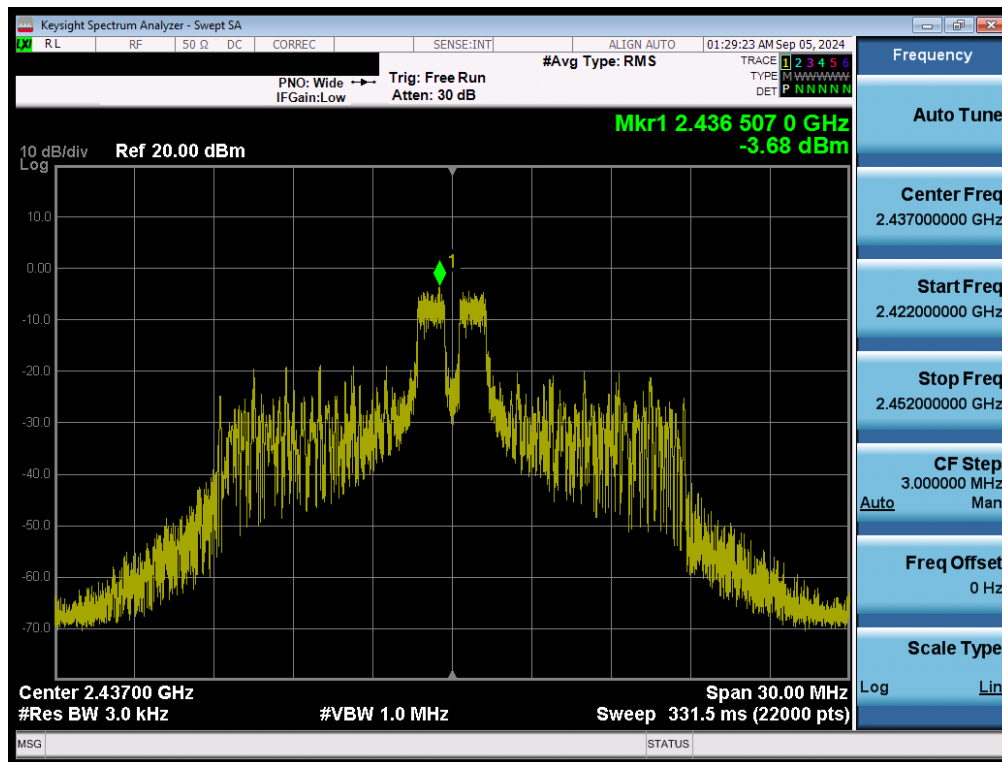 Keysight Spectrum Analyzer - Swept SA
LXI RL RF 50 Ω DC CORREC SENSE:INT ALIGN AUTO 01:29:23 AM Sep 05, 2024
PNO: Wide
IFGain:Low
Trig: Free Run
Atten: 30 dB
#Avg Type: RMS
TRACE 1 2 3 4 5 6
TYPE M WWWWW
DET P N N N N N
Mkr1 2.436 507 0 GHz
-3.68 dBm
10 dB/div Ref 20.00 dBm
Log
10.0
0.00
-10.0
-20.0
-30.0
-40.0
-50.0
-60.0
-70.0
1
Center 2.43700 GHz Span 30.00 MHz
#Res BW 3.0 kHz #VBW 1.0 MHz Sweep 331.5 ms (22000 pts)
MSG STATUS
Frequency
Auto Tune
Center Freq
2.437000000 GHz
Start Freq
2.422000000 GHz
Stop Freq
2.452000000 GHz
CF Step
3.000000 MHz
Auto Man
Freq Offset
0 Hz
Scale Type
Log Lin